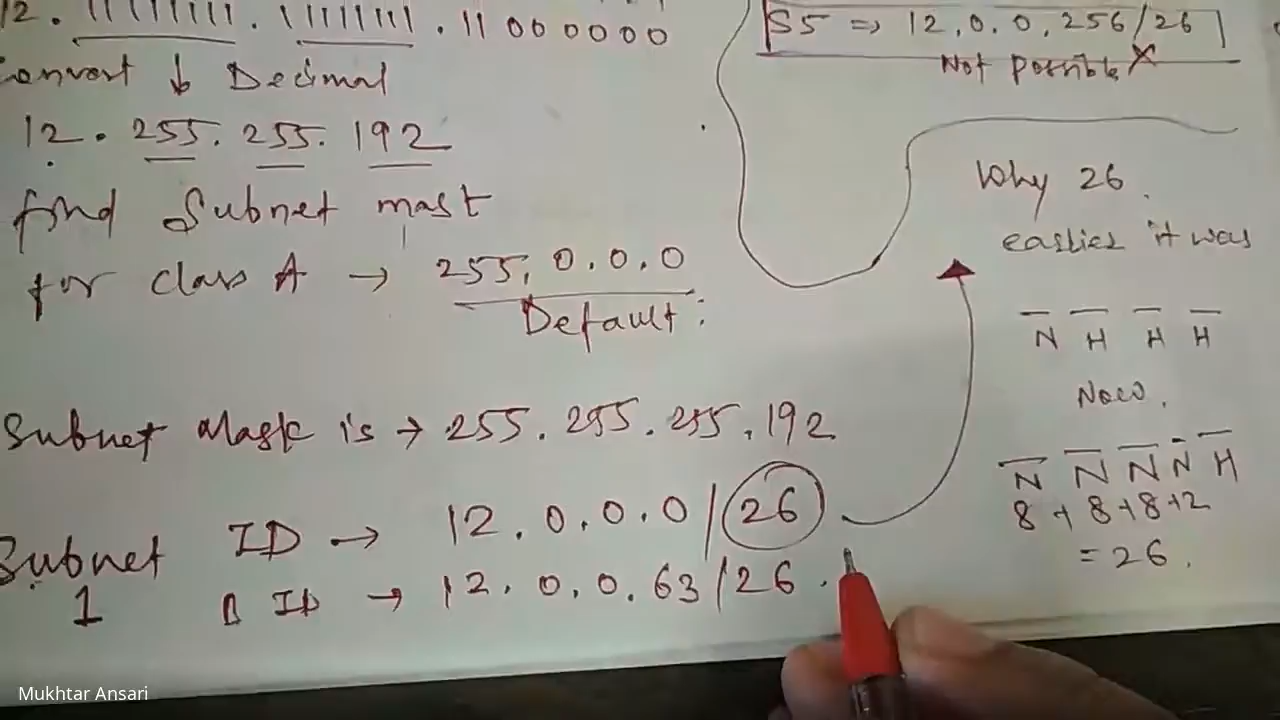 12.11111111.11111111.11000000
Convert ↓ Decimal
12.255.255.192
find Subnet mast
for class A → 255.0.0.0
Default:
Subnet Mask is → 255.255.255.192
Subnet ID → 12.0.0.0/26
1 B ID → 12.0.0.63/26.
S5 => 12.0.0.256/26
Not possible X
Why 26.
earlier it was
N H H H
Now,
N N N N H
8+8+8+2
=26.
Mukhtar Ansari